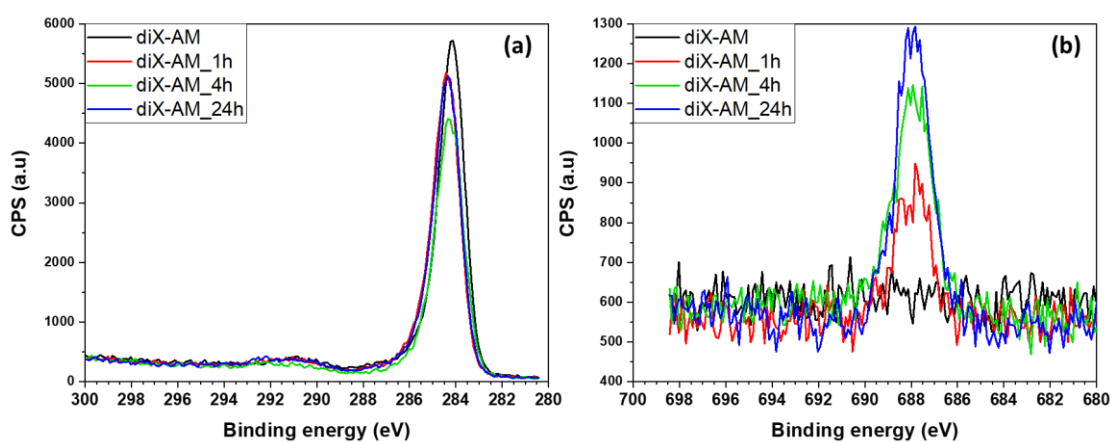 (a)
diX-AM
diX-AM_1h
diX-AM_4h
diX-AM_24h
CPS (a.u)
6000
5000
4000
3000
2000
1000
0
300 298 296 294 292 290 288 286 284 282 280
Binding energy (eV)
(b)
diX-AM
diX-AM_1h
diX-AM_4h
diX-AM_24h
CPS (a.u)
1300
1200
1100
1000
900
800
700
600
500
400
700 698 696 694 692 690 688 686 684 682 680
Binding energy (eV)